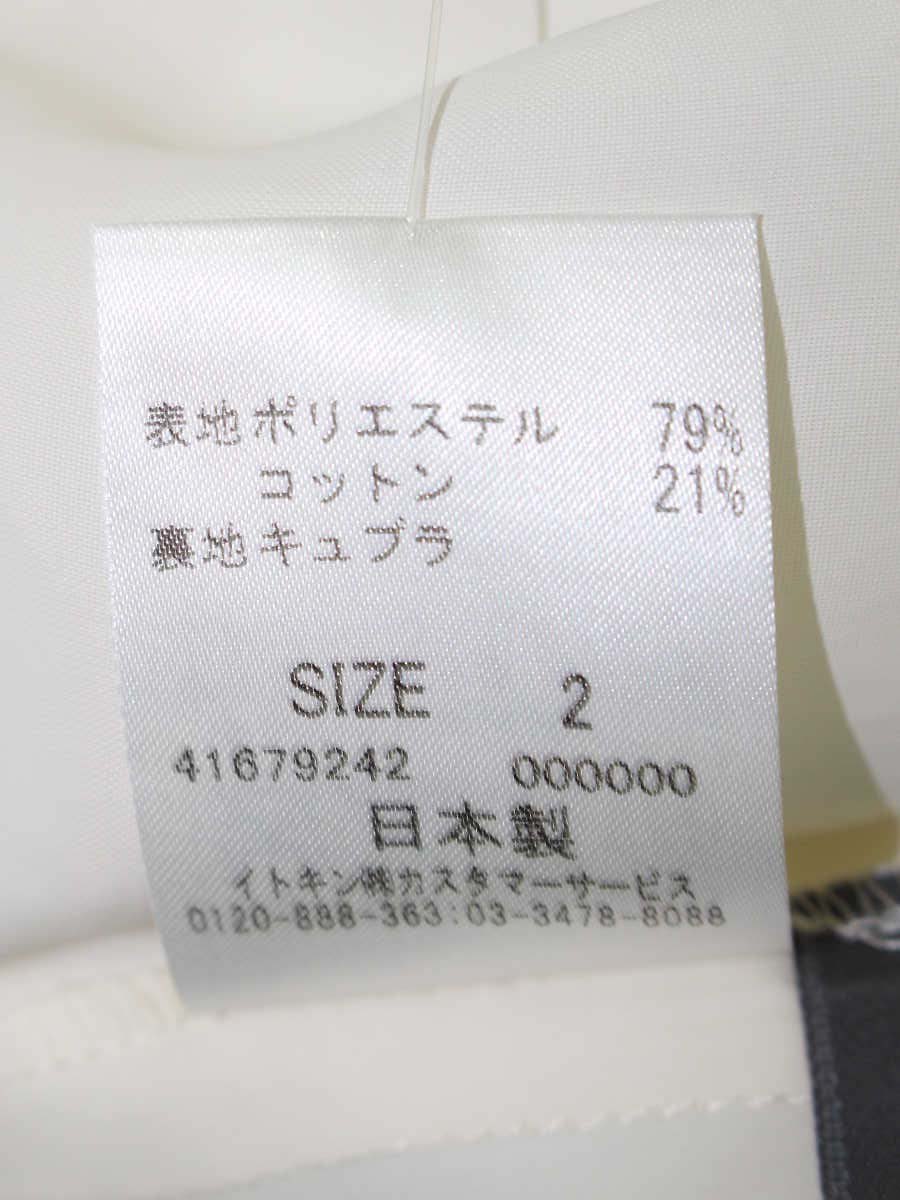 表地ポリエステル 79%
コットン 21%
裏地キュプラ
SIZE 2
41679242 000000
日本製
イトキン㈱カスタマーサービス
0120-888-363:03-3478-8088